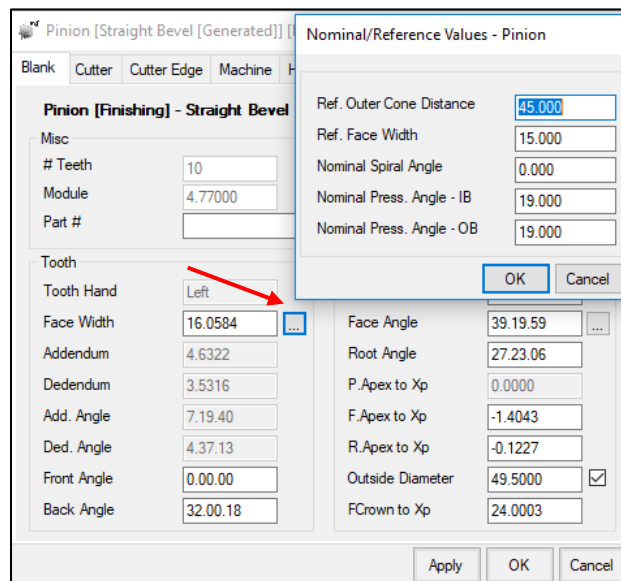 Pinion [Straight Bevel [Generated]] [
Nominal/Reference Values - Pinion
Blank Cutter Cutter Edge Machine H
Ref. Outer Cone Distance 45.000
Ref. Face Width 15.000
Nominal Spiral Angle 0.000
Nominal Press. Angle - IB 19.000
Nominal Press. Angle - OB 19.000
OK Cancel
Pinion [Finishing] - Straight Bevel
Misc
# Teeth 10
Module 4.77000
Part #
Tooth
Tooth Hand Left
Face Width 16.0584 ...
Addendum 4.6322
Dedendum 3.5316
Add. Angle 7.19.40
Ded. Angle 4.37.13
Front Angle 0.00.00
Back Angle 32.00.18
Face Angle 39.19.59 ...
Root Angle 27.23.06
P.Apex to Xp 0.0000
F.Apex to Xp -1.4043
R.Apex to Xp -0.1227
Outside Diameter 49.5000
FCrown to Xp 24.0003
Apply OK Cancel